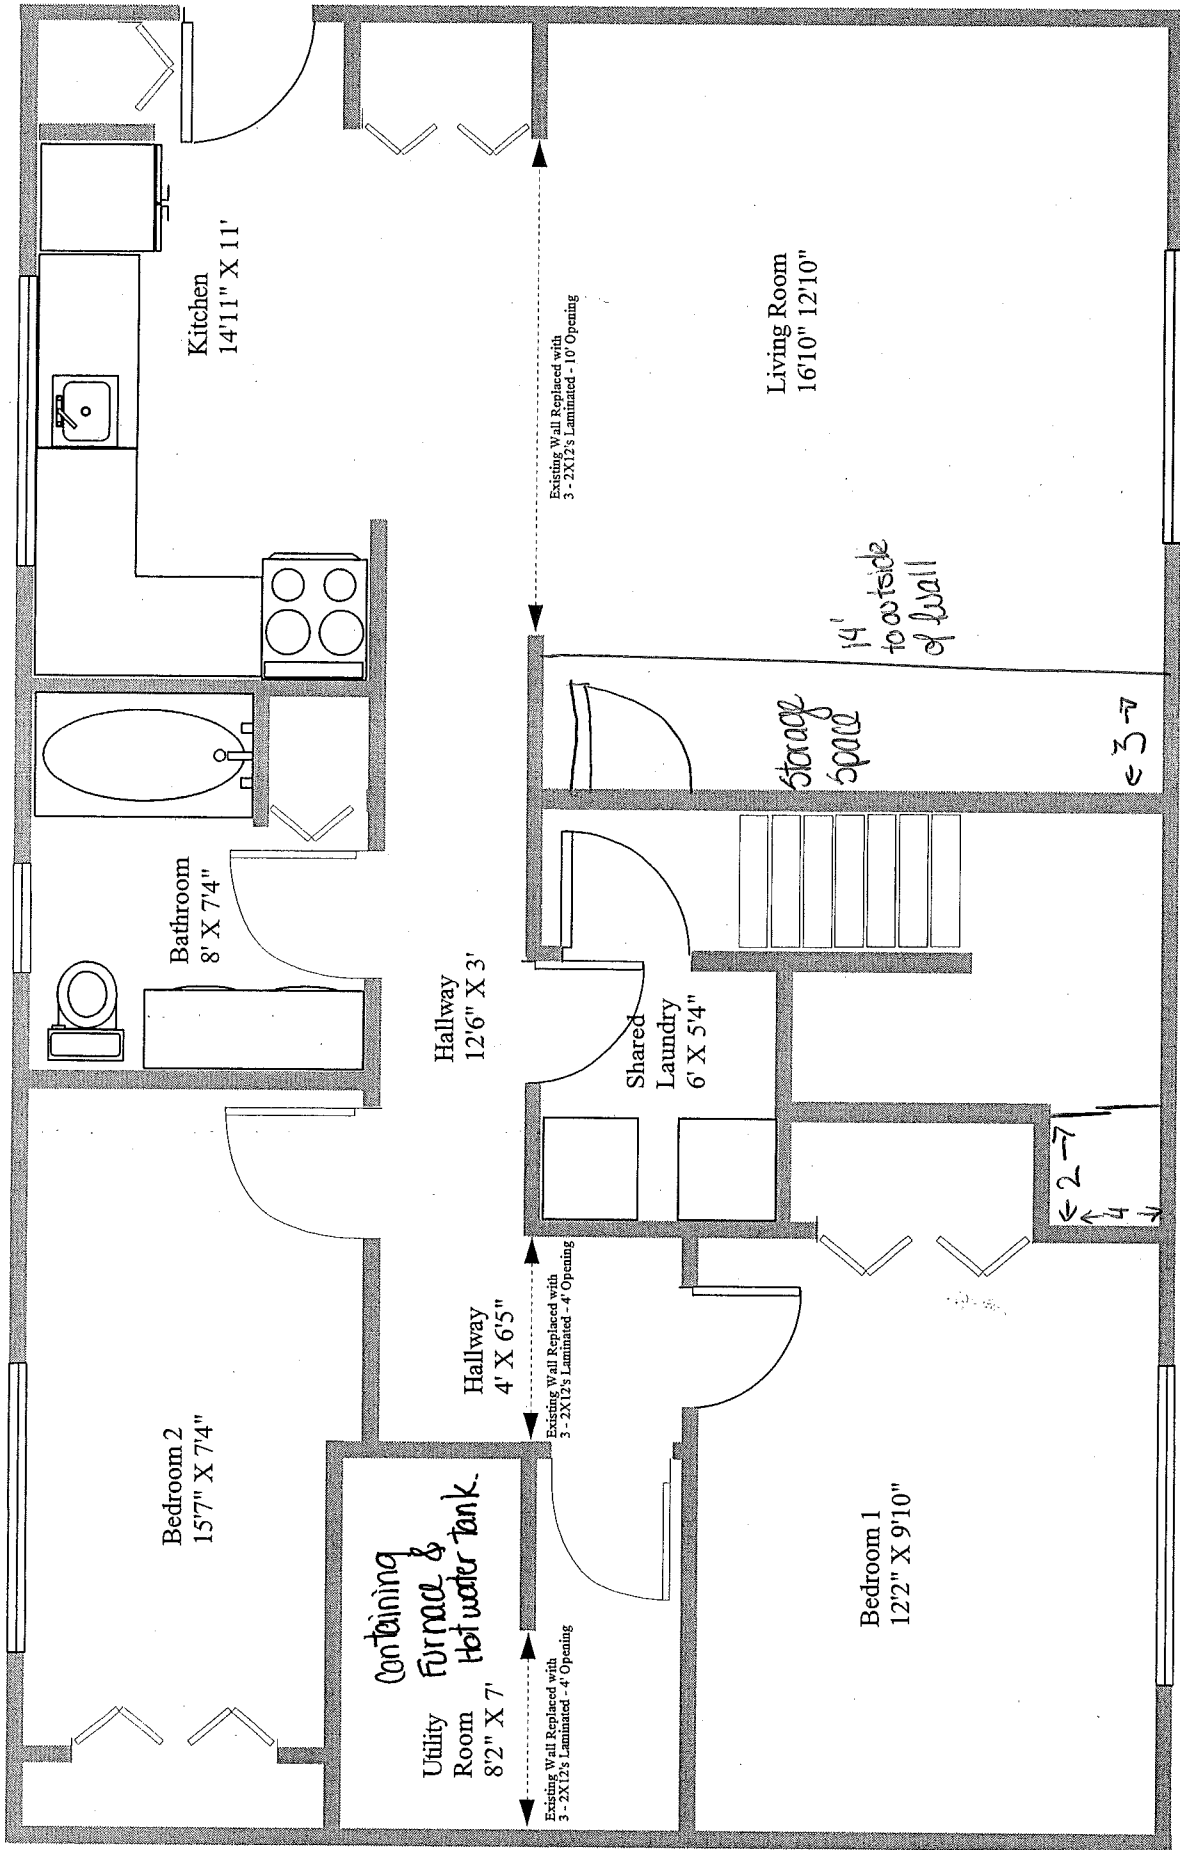 Kitchen
14'11" X 11'
Existing Wall Replaced with
3 - 2X12's Laminated - 10' Opening
Living Room
16'10" 12'10"
14'
to outside
of wall
Storage
Space
3
Bathroom
8' X 7'4"
Hallway
12'6" X 3'
Shared
Laundry
6' X 5'4"
2
4
Hallway
4' X 6'5"
Existing Wall Replaced with
3 - 2X12's Laminated - 4' Opening
Bedroom 2
15'7" X 7'4"
Containing
Furnace &
Hot water tank.
Utility
Room
8'2" X 7'
Existing Wall Replaced with
3 - 2X12's Laminated - 4' Opening
Bedroom 1
12'2" X 9'10"